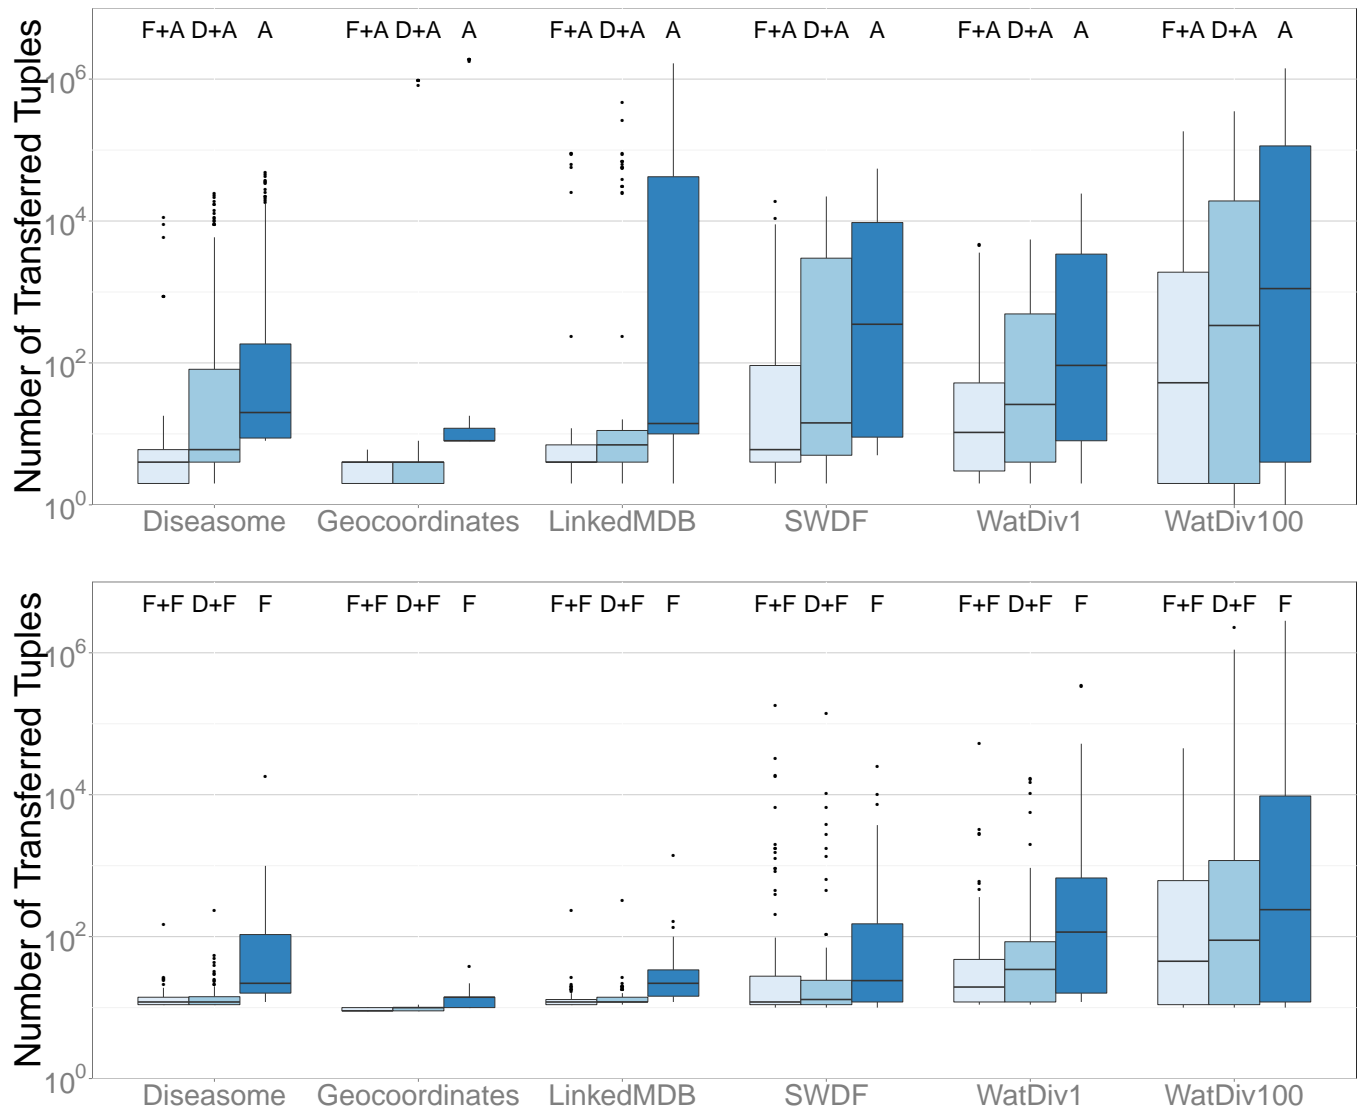 F+A D+A A F+A D+A A F+A D+A A F+A D+A A F+A D+A A F+A D+A A
Number of Transferred Tuples
10^6
10^4
10^2
10^0
Diseasome Geocoordinates LinkedMDB SWDF WatDiv1 WatDiv100
F+F D+F F F+F D+F F F+F D+F F F+F D+F F F+F D+F F F+F D+F F
Number of Transferred Tuples
10^6
10^4
10^2
10^0
Diseasome Geocoordinates LinkedMDB SWDF WatDiv1 WatDiv100